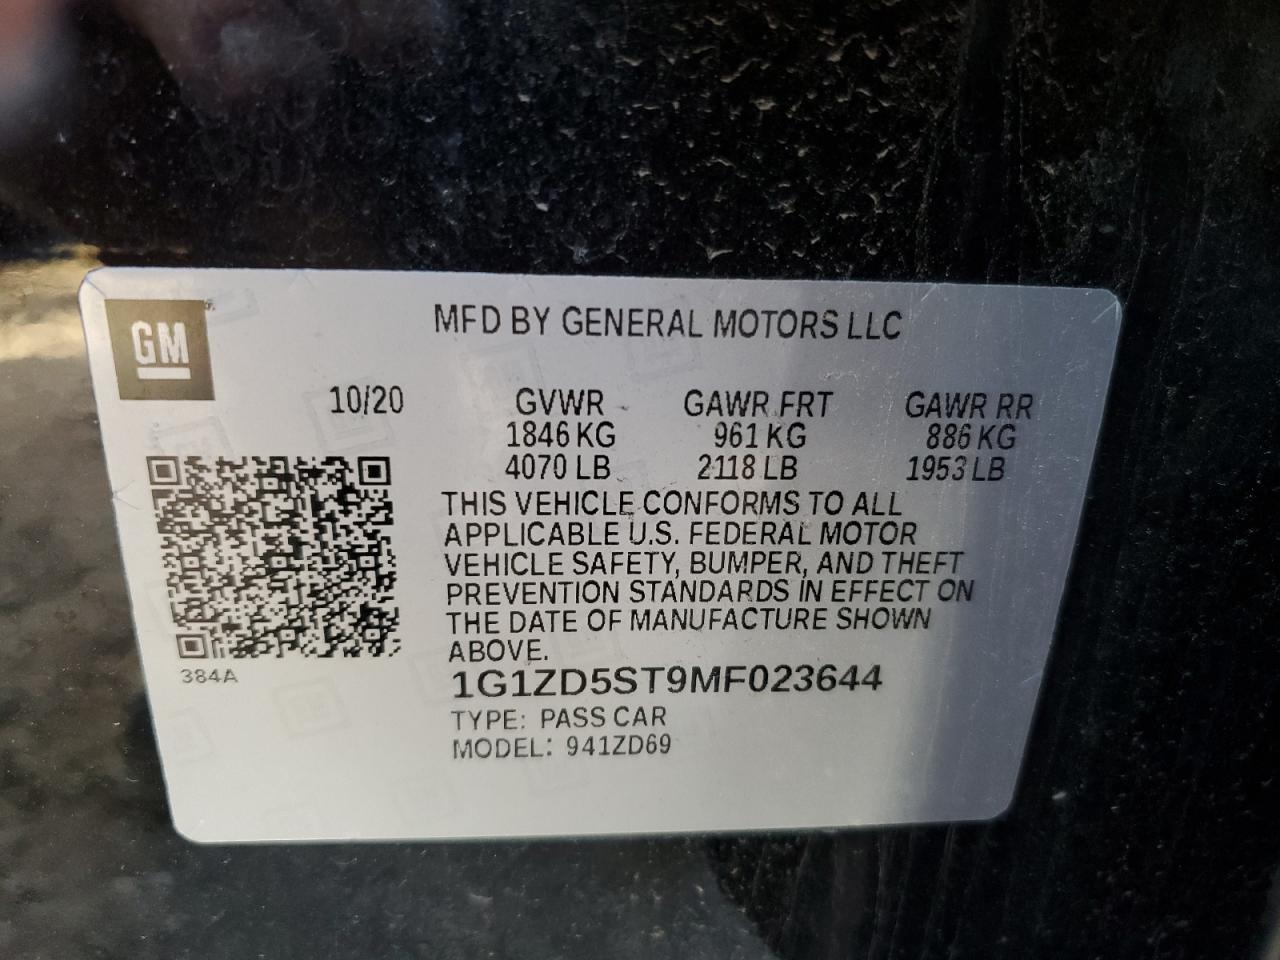 GM
MFD BY GENERAL MOTORS LLC
10/20 GVWR GAWR FRT GAWR RR
1846 KG 961 KG 886 KG
4070 LB 2118 LB 1953 LB
THIS VEHICLE CONFORMS TO ALL
APPLICABLE U.S. FEDERAL MOTOR
VEHICLE SAFETY, BUMPER, AND THEFT
PREVENTION STANDARDS IN EFFECT ON
THE DATE OF MANUFACTURE SHOWN
ABOVE.
384A
1G1ZD5ST9MF023644
TYPE: PASS CAR
MODEL: 941ZD69